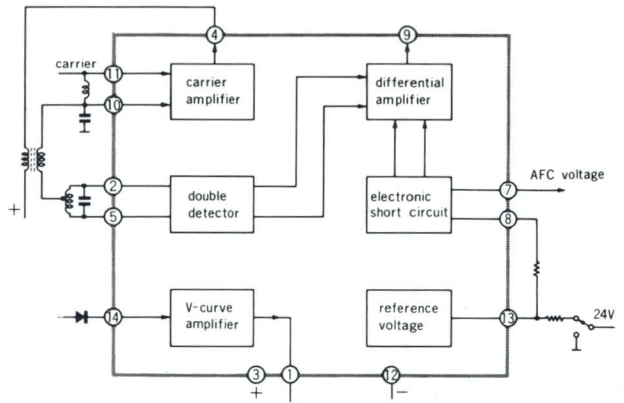 4
9
carrier
11
carrier
amplifier
differential
amplifier
10
2
double
detector
electronic
short circuit
7
AFC voltage
5
8
+
14
V-curve
amplifier
reference
voltage
13
24V
3
1
12
+
−